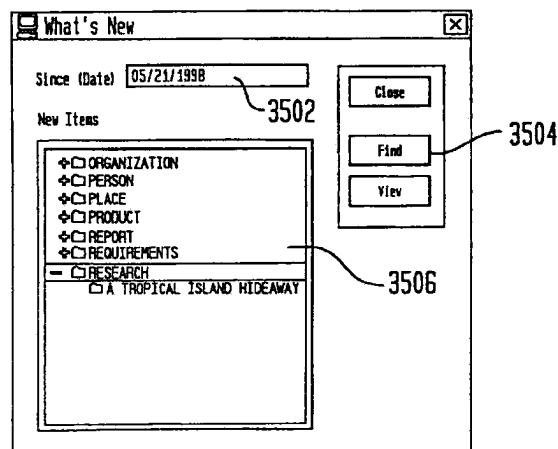 What's New
Since (Date) 05/21/1998
3502
New Items
Close
Find
View
3504
ORGANIZATION
PERSON
PLACE
PRODUCT
REPORT
REQUIREMENTS
RESEARCH
A TROPICAL ISLAND HIDEAWAY
3506